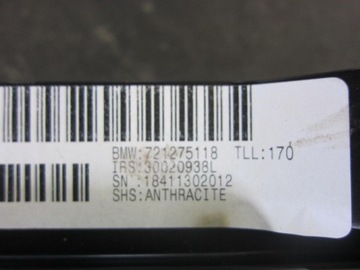 BMW:721275118 TLL:170
IRS:30020938L
SN :18411302012
SHS:ANTHRACITE